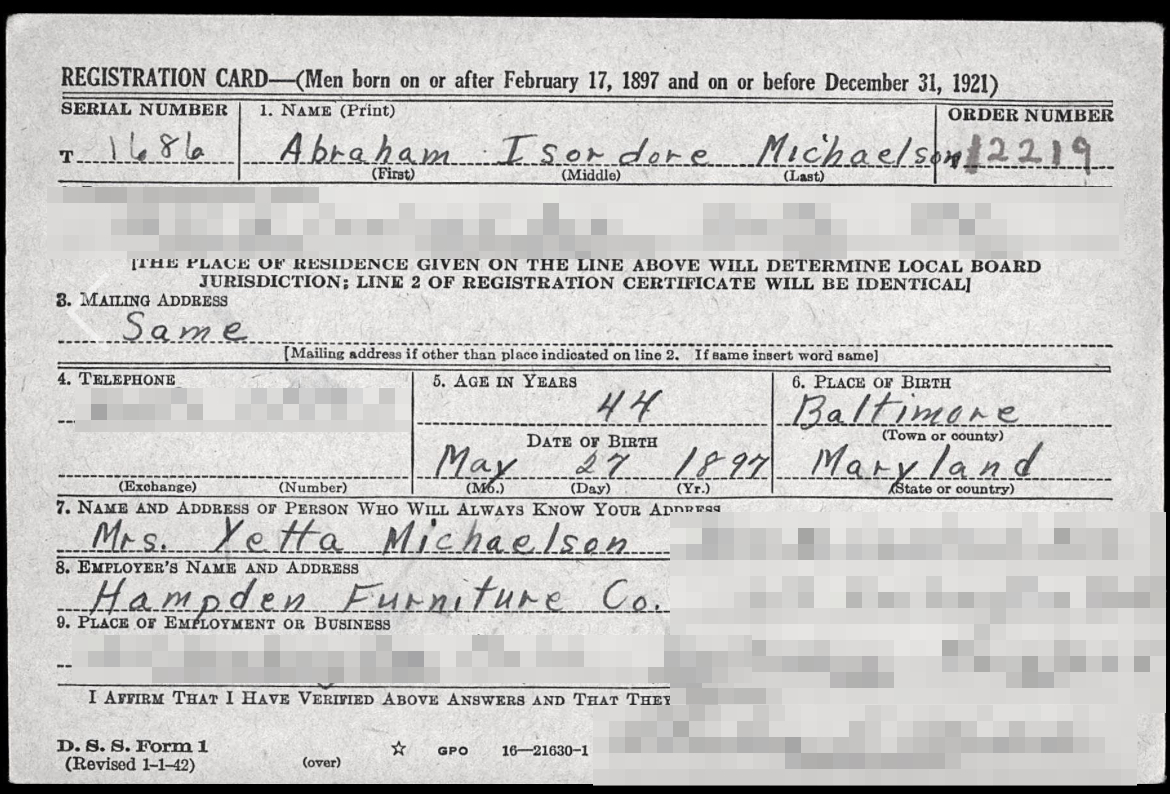 REGISTRATION CARD—(Men born on or after February 17, 1897 and on or before December 31, 1921)
SERIAL NUMBER 1. NAME (Print) ORDER NUMBER
T 1686 Abraham Isordore Michaelson 12219
(First) (Middle) (Last)
[THE PLACE OF RESIDENCE GIVEN ON THE LINE ABOVE WILL DETERMINE LOCAL BOARD
JURISDICTION; LINE 2 OF REGISTRATION CERTIFICATE WILL BE IDENTICAL]
3. MAILING ADDRESS
Same
[Mailing address if other than place indicated on line 2. If same insert word same]
4. TELEPHONE 5. AGE IN YEARS 6. PLACE OF BIRTH
44 Baltimore
DATE OF BIRTH (Town or county)
May 27 1897 Maryland
(Exchange) (Number) (Mo.) (Day) (Yr.) (State or country)
7. NAME AND ADDRESS OF PERSON WHO WILL ALWAYS KNOW YOUR ADDRESS
Mrs. Yetta Michaelson
8. EMPLOYER'S NAME AND ADDRESS
Hampden Furniture Co.
9. PLACE OF EMPLOYMENT OR BUSINESS
I AFFIRM THAT I HAVE VERIFIED ABOVE ANSWERS AND THAT THEY
D. S. S. Form 1
(Revised 1-1-42) (over) ☆ GPO 16—21630-1